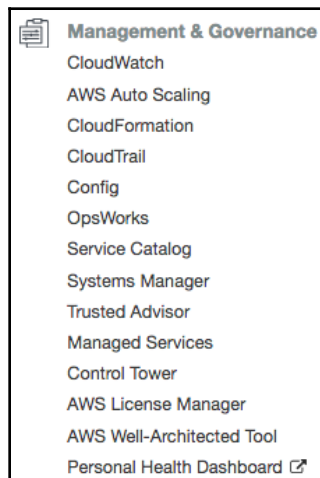 Management & Governance
CloudWatch
AWS Auto Scaling
CloudFormation
CloudTrail
Config
OpsWorks
Service Catalog
Systems Manager
Trusted Advisor
Managed Services
Control Tower
AWS License Manager
AWS Well-Architected Tool
Personal Health Dashboard